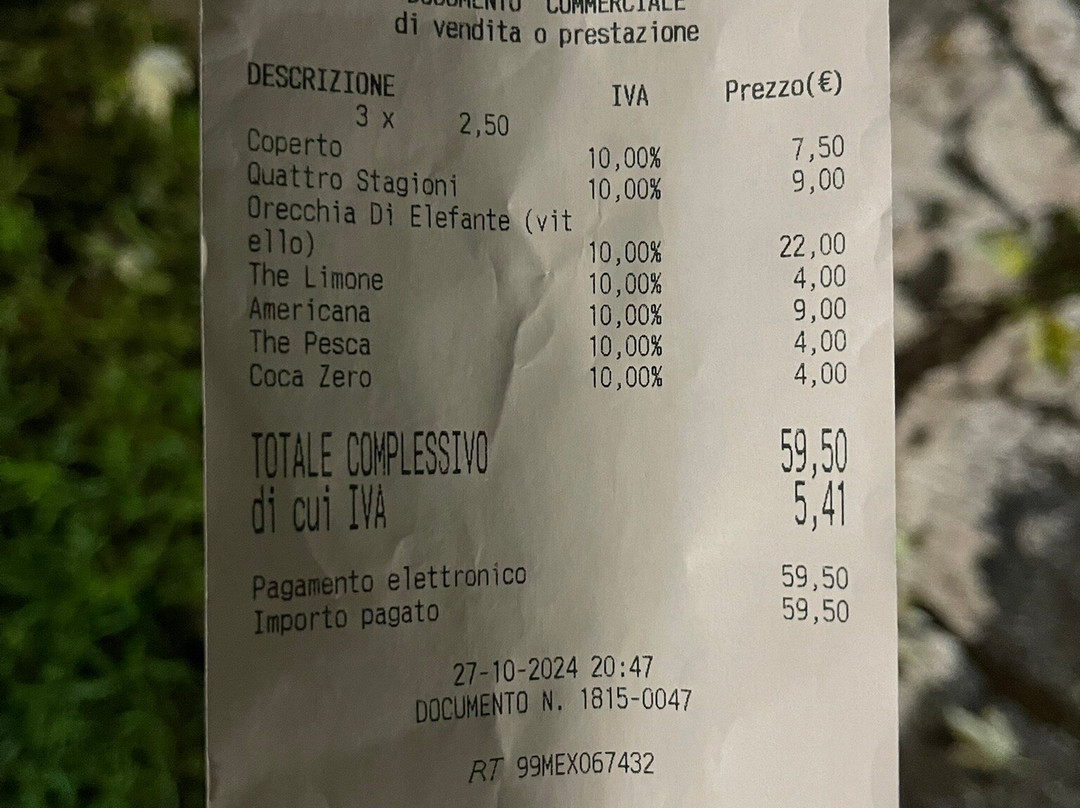 DOCUMENTO COMMERCIALE
di vendita o prestazione
DESCRIZIONE IVA Prezzo(€)
3 x 2,50
Coperto 10,00% 7,50
Quattro Stagioni 10,00% 9,00
Orecchia Di Elefante (vit
ello) 10,00% 22,00
The Limone 10,00% 4,00
Americana 10,00% 9,00
The Pesca 10,00% 4,00
Coca Zero 10,00% 4,00
TOTALE COMPLESSIVO 59,50
di cui IVA 5,41
Pagamento elettronico 59,50
Importo pagato 59,50
27-10-2024 20:47
DOCUMENTO N. 1815-0047
RT 99MEX067432